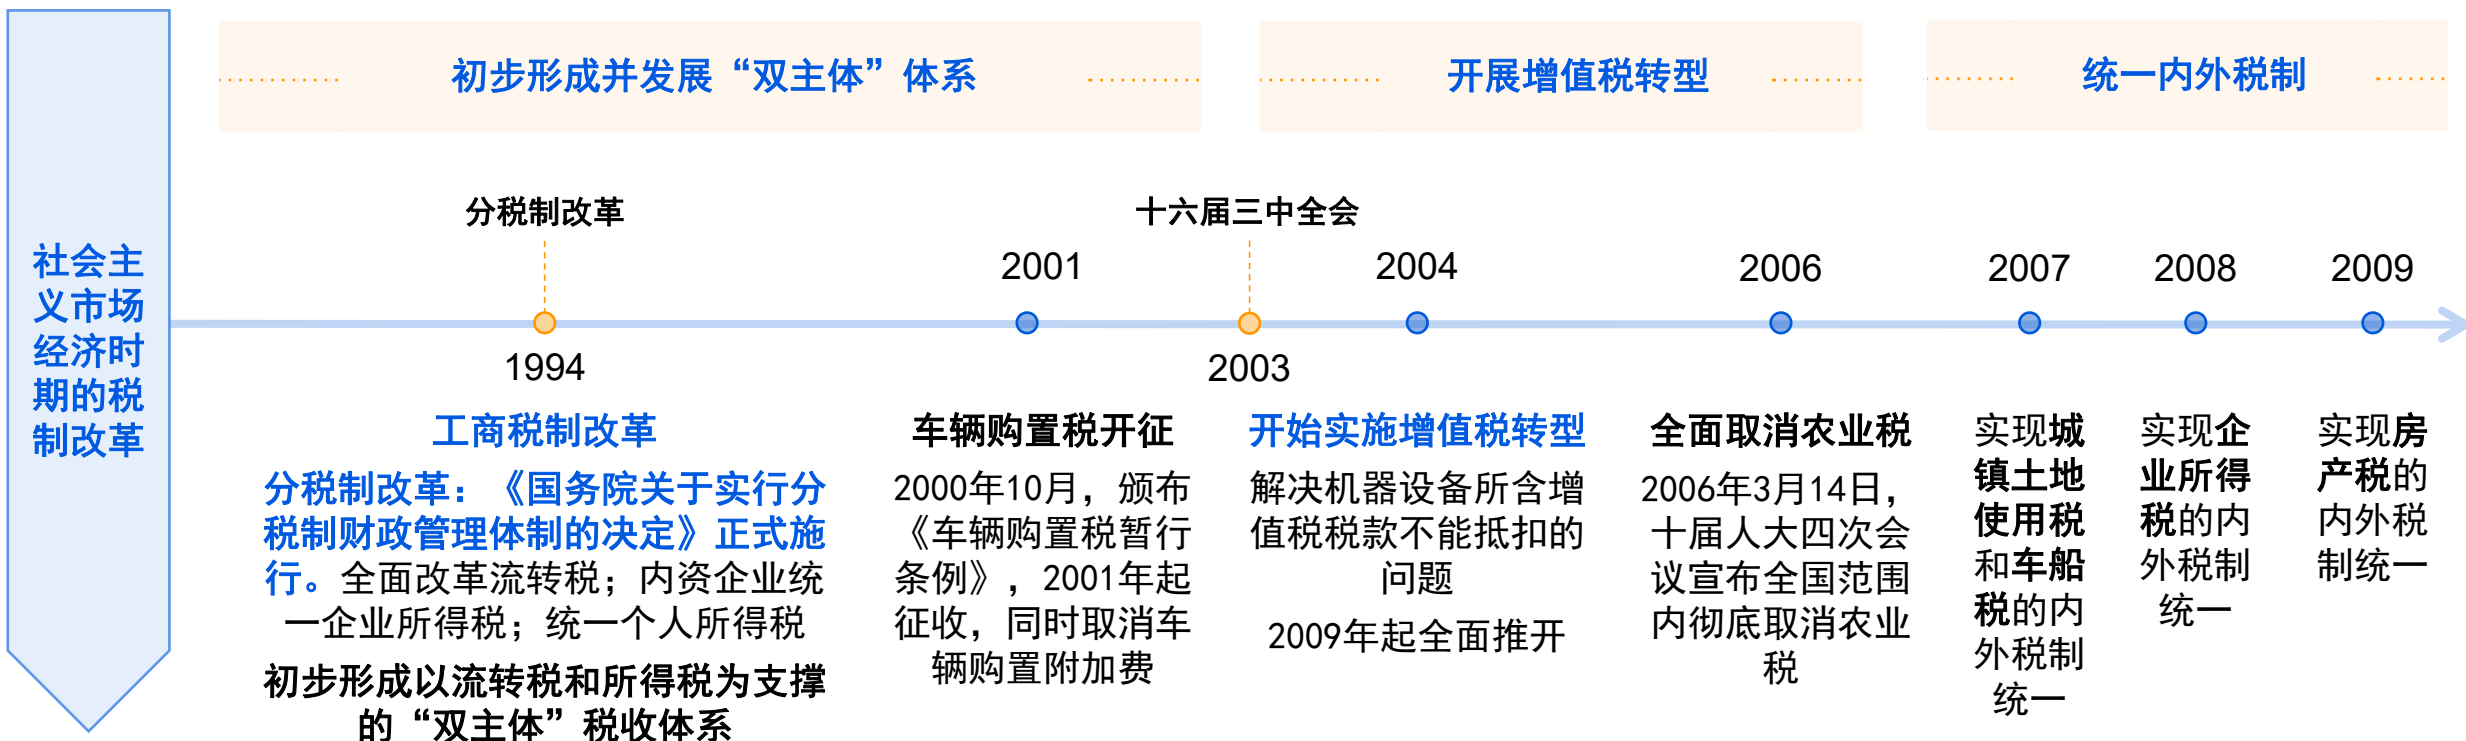 社会主
义市场
经济时
期的税
制改革
初步形成并发展“双主体”体系
开展增值税转型
统一内外税制
分税制改革
十六届三中全会
2001
2004
2006
2007
2008
2009
1994
2003
工商税制改革
分税制改革：《国务院关于实行分
税制财政管理体制的决定》正式施
行。全面改革流转税；内资企业统
一企业所得税；统一个人所得税
初步形成以流转税和所得税为支撑
的“双主体”税收体系
车辆购置税开征
2000年10月，颁布
《车辆购置税暂行
条例》，2001年起
征收，同时取消车
辆购置附加费
开始实施增值税转型
解决机器设备所含增
值税税款不能抵扣的
问题
2009年起全面推开
全面取消农业税
2006年3月14日，
十届人大四次会
议宣布全国范围
内彻底取消农业
税
实现城
镇土地
使用税
和车船
税的内
外税制
统一
实现企
业所得
税的内
外税制
统一
实现房
产税的
内外税
制统一